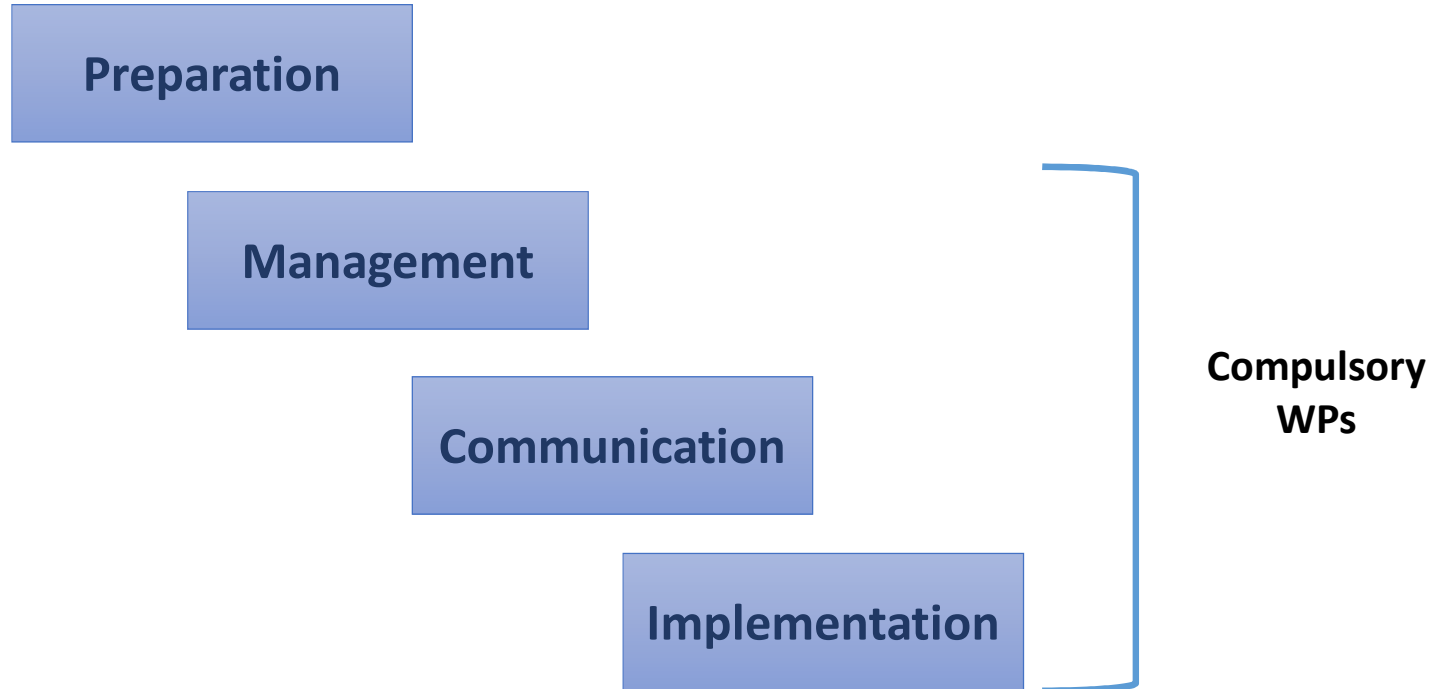 Preparation
Management
Compulsory
WPs
Communication
Implementation